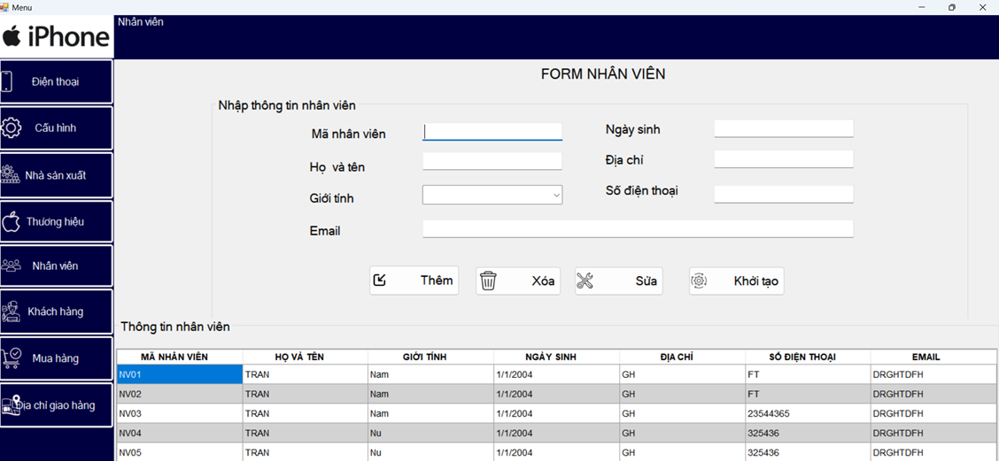 Menu
iPhone
Nhân viên
Điện thoại
Cấu hình
Nhà sản xuất
Thương hiệu
Nhân viên
Khách hàng
Mua hàng
Địa chỉ giao hàng
FORM NHÂN VIÊN
Nhập thông tin nhân viên
Mã nhân viên
Ngày sinh
Họ và tên
Địa chỉ
Giới tính
Số điện thoại
Email
Thêm Xóa Sửa Khởi tạo
Thông tin nhân viên
MÃ NHÂN VIÊN HỌ VÀ TÊN GIỚI TÍNH NGÀY SINH ĐỊA CHỈ SỐ ĐIỆN THOẠI EMAIL
NV01 TRAN Nam 1/1/2004 GH FT DRGHTDFH
NV02 TRAN Nam 1/1/2004 GH FT DRGHTDFH
NV03 TRAN Nam 1/1/2004 GH 23544365 DRGHTDFH
NV04 TRAN Nu 1/1/2004 GH 325436 DRGHTDFH
NV05 TRAN Nu 1/1/2004 GH 325436 DRGHTDFH